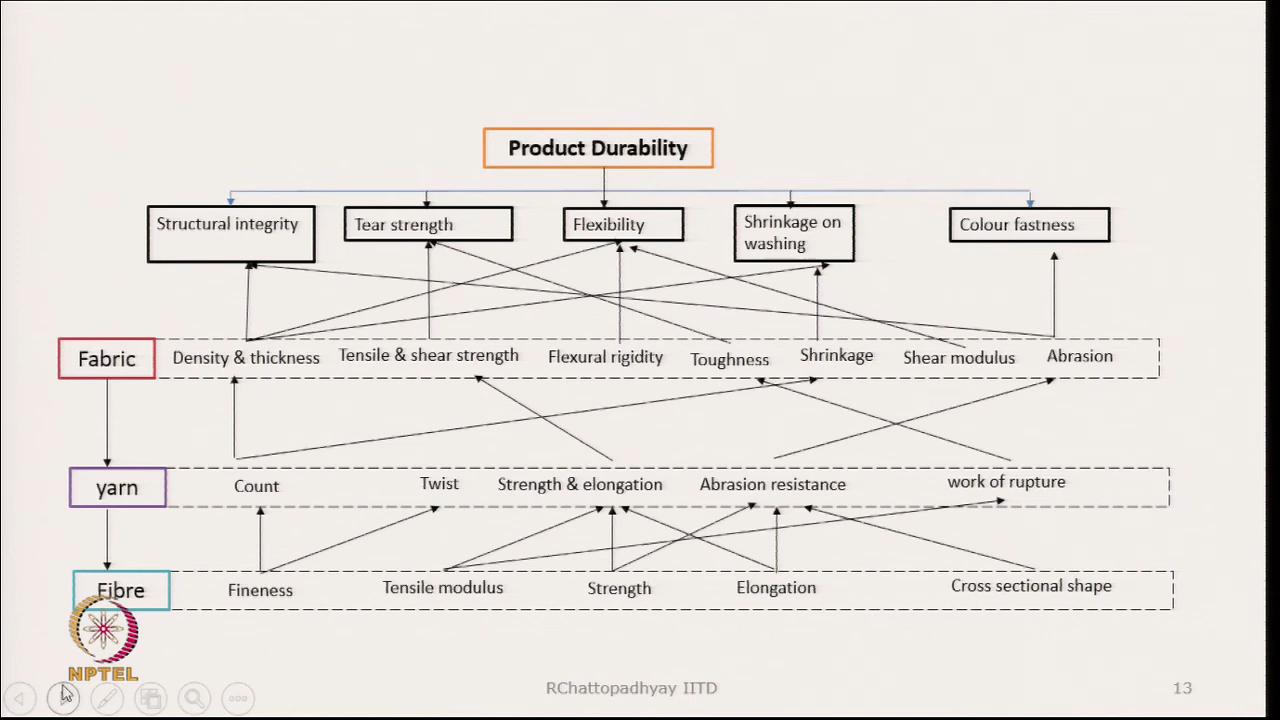 Product Durability
Structural integrity
Tear strength
Flexibility
Shrinkage on
washing
Colour fastness
Fabric
Density & thickness
Tensile & shear strength
Flexural rigidity
Toughness
Shrinkage
Shear modulus
Abrasion
yarn
Count
Twist
Strength & elongation
Abrasion resistance
work of rupture
Fibre
Fineness
Tensile modulus
Strength
Elongation
Cross sectional shape
NPTEL
RChattopadhyay IITD
13